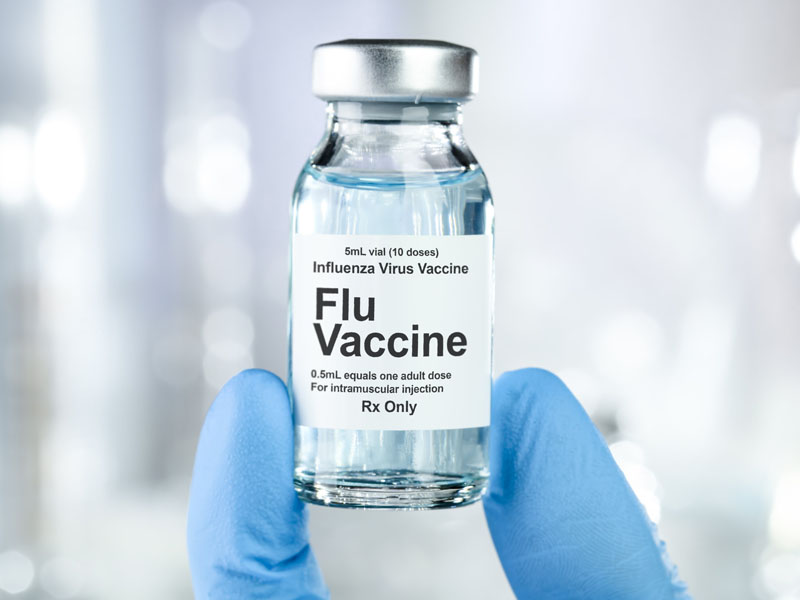 5mL vial (10 doses)
Influenza Virus Vaccine
Flu
Vaccine
0.5mL equals one adult dose
For intramuscular injection
Rx Only